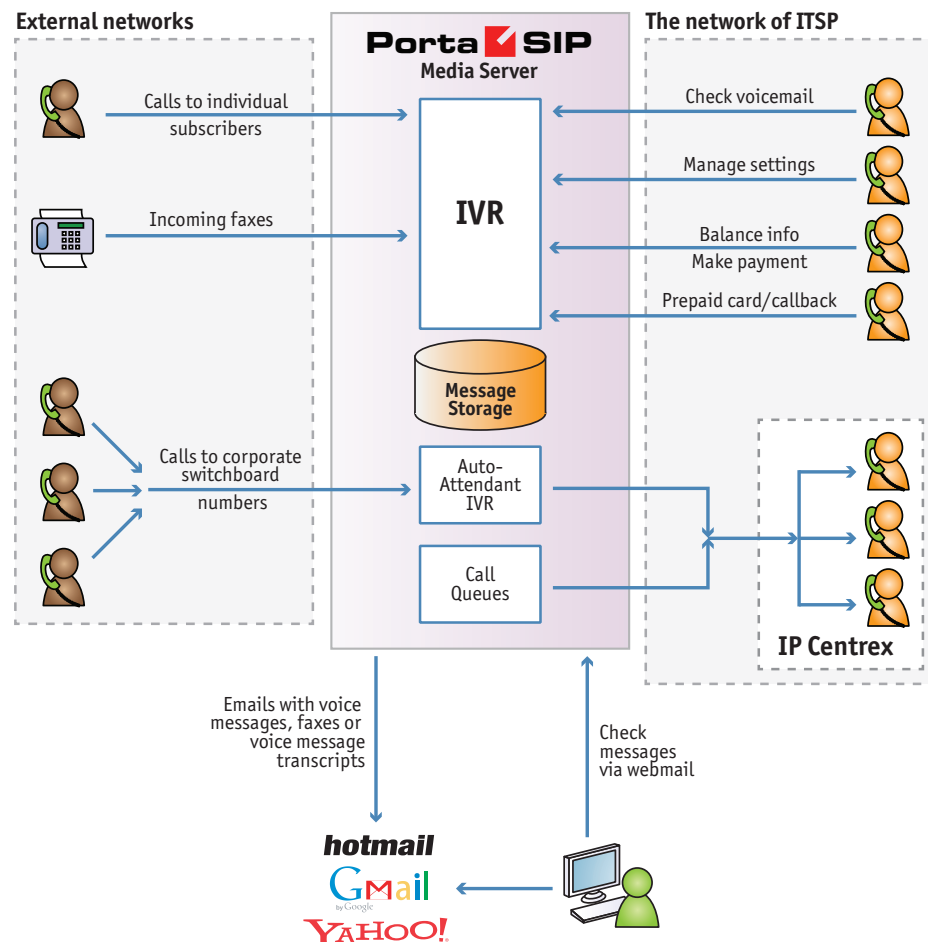 External networks
Porta SIP
Media Server
The network of ITSP
Calls to individual
subscribers
Check voicemail
Manage settings
IVR
Incoming faxes
Balance info
Make payment
Prepaid card/callback
Message
Storage
Calls to corporate
switchboard
numbers
Auto-
Attendant
IVR
Call
Queues
IP Centrex
Emails with voice
messages, faxes or
voice message
transcripts
Check
messages
via webmail
hotmail
GMail
by Google
YAHOO!